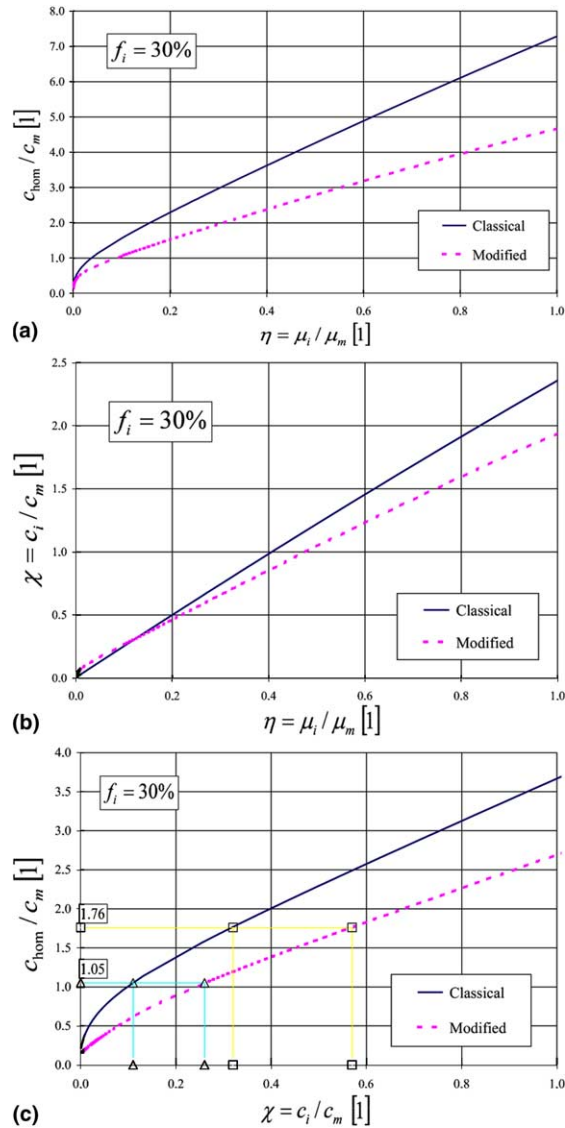 8.0
7.0
6.0
5.0
4.0
3.0
2.0
1.0
0.0
c_hom / c_m [1]
f_i = 30%
Classical
Modified
0.0 0.2 0.4 0.6 0.8 1.0
(a)
η = μ_i / μ_m [1]
2.5
2.0
1.5
1.0
0.5
0.0
χ = c_i / c_m [1]
f_i = 30%
Classical
Modified
0.0 0.2 0.4 0.6 0.8 1.0
(b)
η = μ_i / μ_m [1]
4.0
3.5
3.0
2.5
2.0
1.5
1.0
0.5
0.0
c_hom / c_m [1]
f_i = 30%
1.76
1.05
Classical
Modified
0.0 0.2 0.4 0.6 0.8 1.0
(c)
χ = c_i / c_m [1]